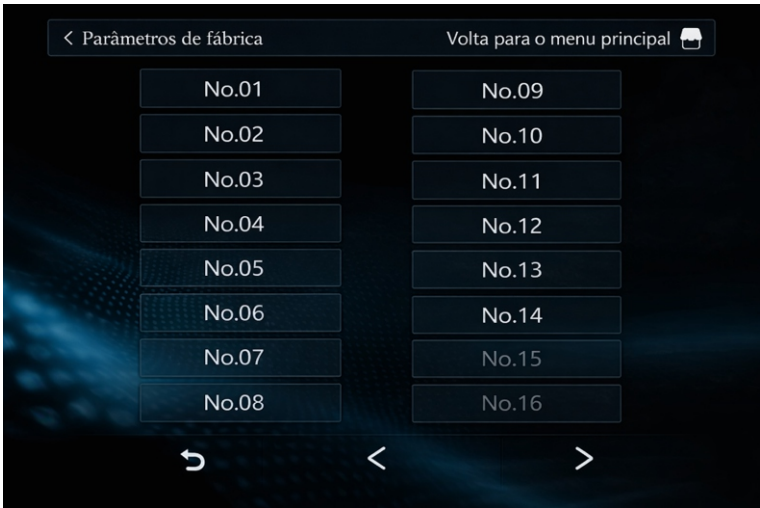 < Parâmetros de fábrica
Volta para o menu principal
No.01
No.02
No.03
No.04
No.05
No.06
No.07
No.08
No.09
No.10
No.11
No.12
No.13
No.14
No.15
No.16